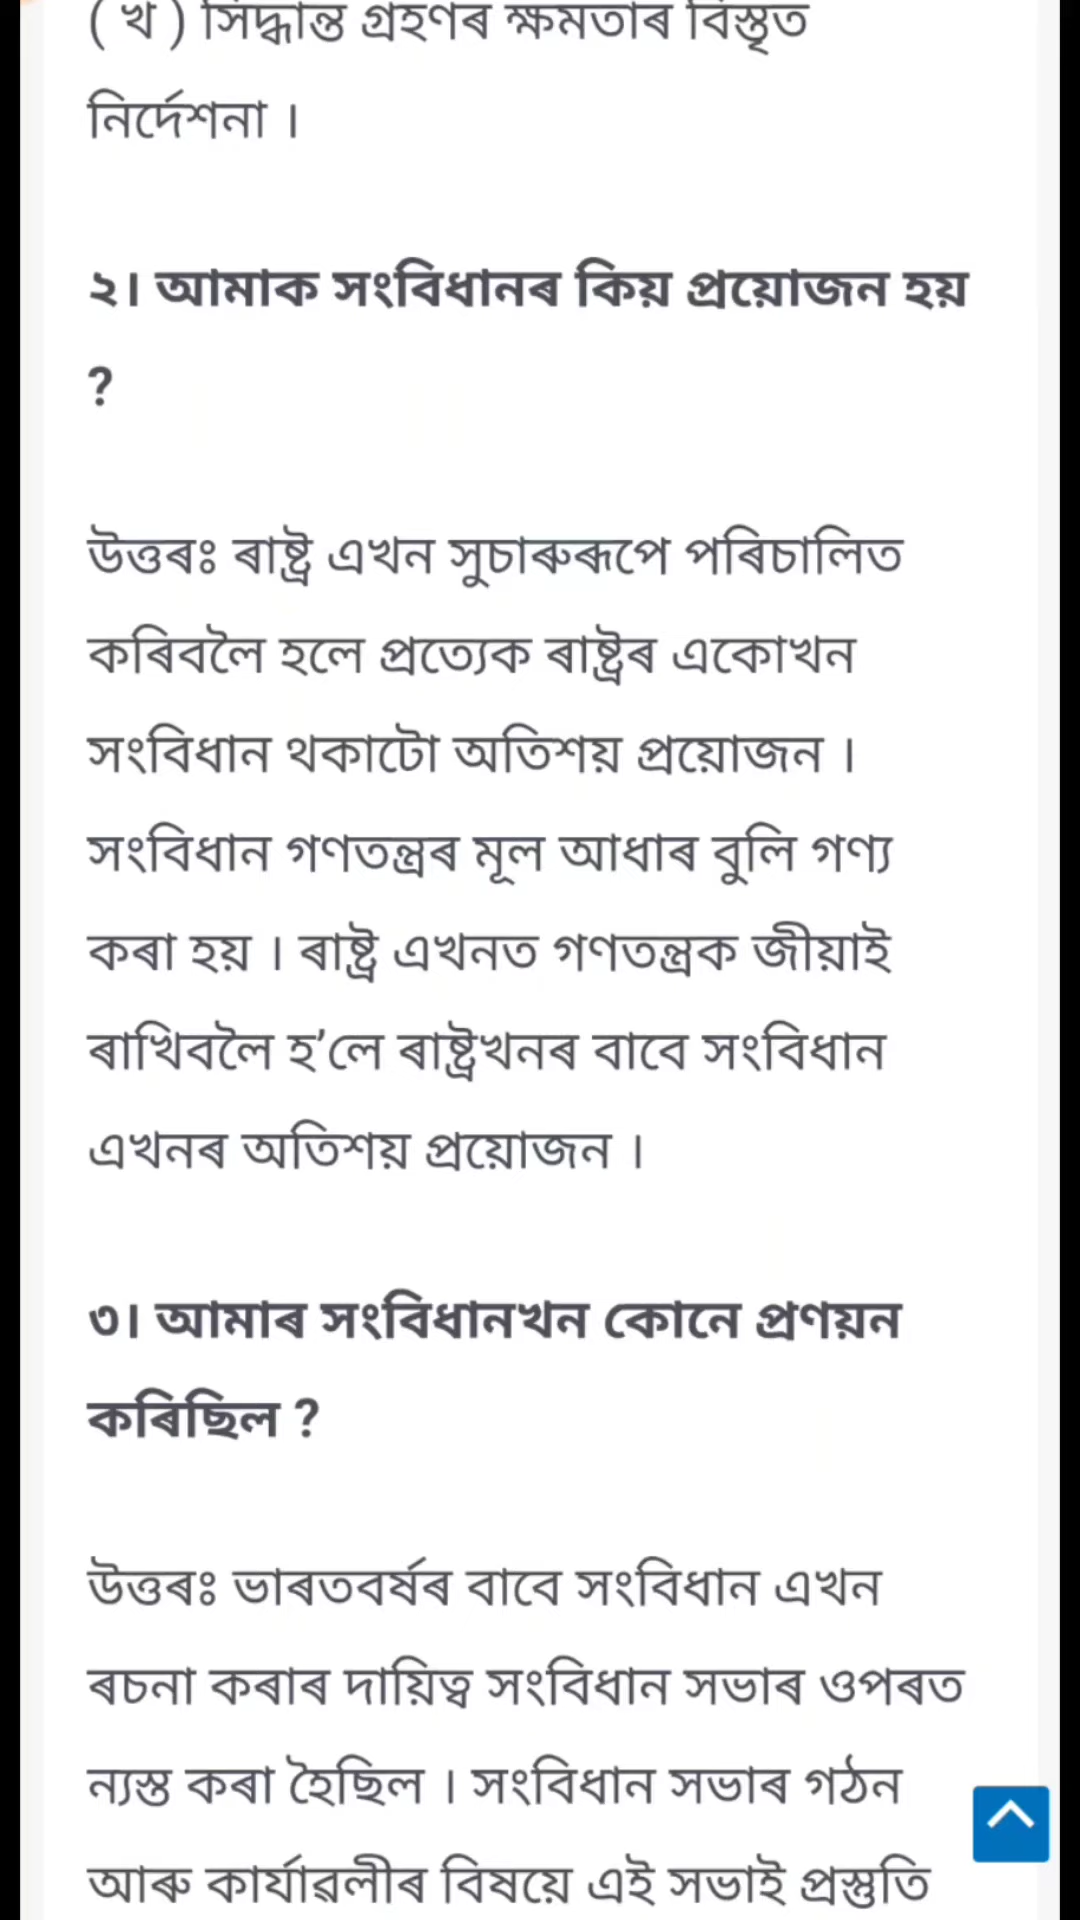 ( খ ) সিদ্ধান্ত গ্ৰহণৰ ক্ষমতাৰ বিস্তৃত
নিৰ্দেশনা ।
২। আমাক সংবিধানৰ কিয় প্ৰয়োজন হয়
?
উত্তৰঃ ৰাষ্ট্ৰ এখন সুচাৰুৰূপে পৰিচালিত
কৰিবলৈ হলে প্ৰত্যেক ৰাষ্ট্ৰৰ একোখন
সংবিধান থকাটো অতিশয় প্ৰয়োজন ।
সংবিধান গণতন্ত্ৰৰ মূল আধাৰ বুলি গণ্য
কৰা হয় । ৰাষ্ট্ৰ এখনত গণতন্ত্ৰক জীয়াই
ৰাখিবলৈ হ’লে ৰাষ্ট্ৰখনৰ বাবে সংবিধান
এখনৰ অতিশয় প্ৰয়োজন ।
৩। আমাৰ সংবিধানখন কোনে প্ৰণয়ন
কৰিছিল ?
উত্তৰঃ ভাৰতবৰ্ষৰ বাবে সংবিধান এখন
ৰচনা কৰাৰ দায়িত্ব সংবিধান সভাৰ ওপৰত
ন্যস্ত কৰা হৈছিল । সংবিধান সভাৰ গঠন
আৰু কাৰ্যাৱলীৰ বিষয়ে এই সভাই প্ৰস্তুতি